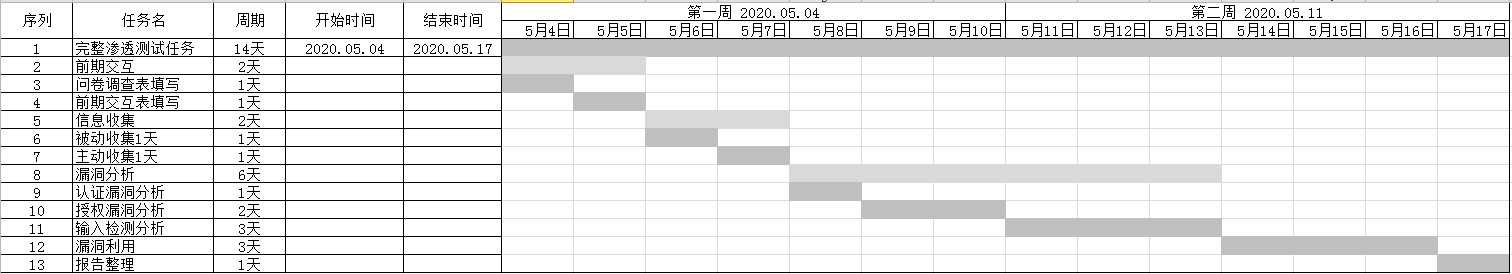 序列 任务名 周期 开始时间 结束时间 第一周 2020.05.04 第二周 2020.05.11
5月4日 5月5日 5月6日 5月7日 5月8日 5月9日 5月10日 5月11日 5月12日 5月13日 5月14日 5月15日 5月16日 5月17日
1 完整渗透测试任务 14天 2020.05.04 2020.05.17
2 前期交互 2天
3 问卷调查表填写 1天
4 前期交互表填写 1天
5 信息收集 2天
6 被动收集1天 1天
7 主动收集1天 1天
8 漏洞分析 6天
9 认证漏洞分析 1天
10 授权漏洞分析 2天
11 输入检测分析 3天
12 漏洞利用 3天
13 报告整理 1天